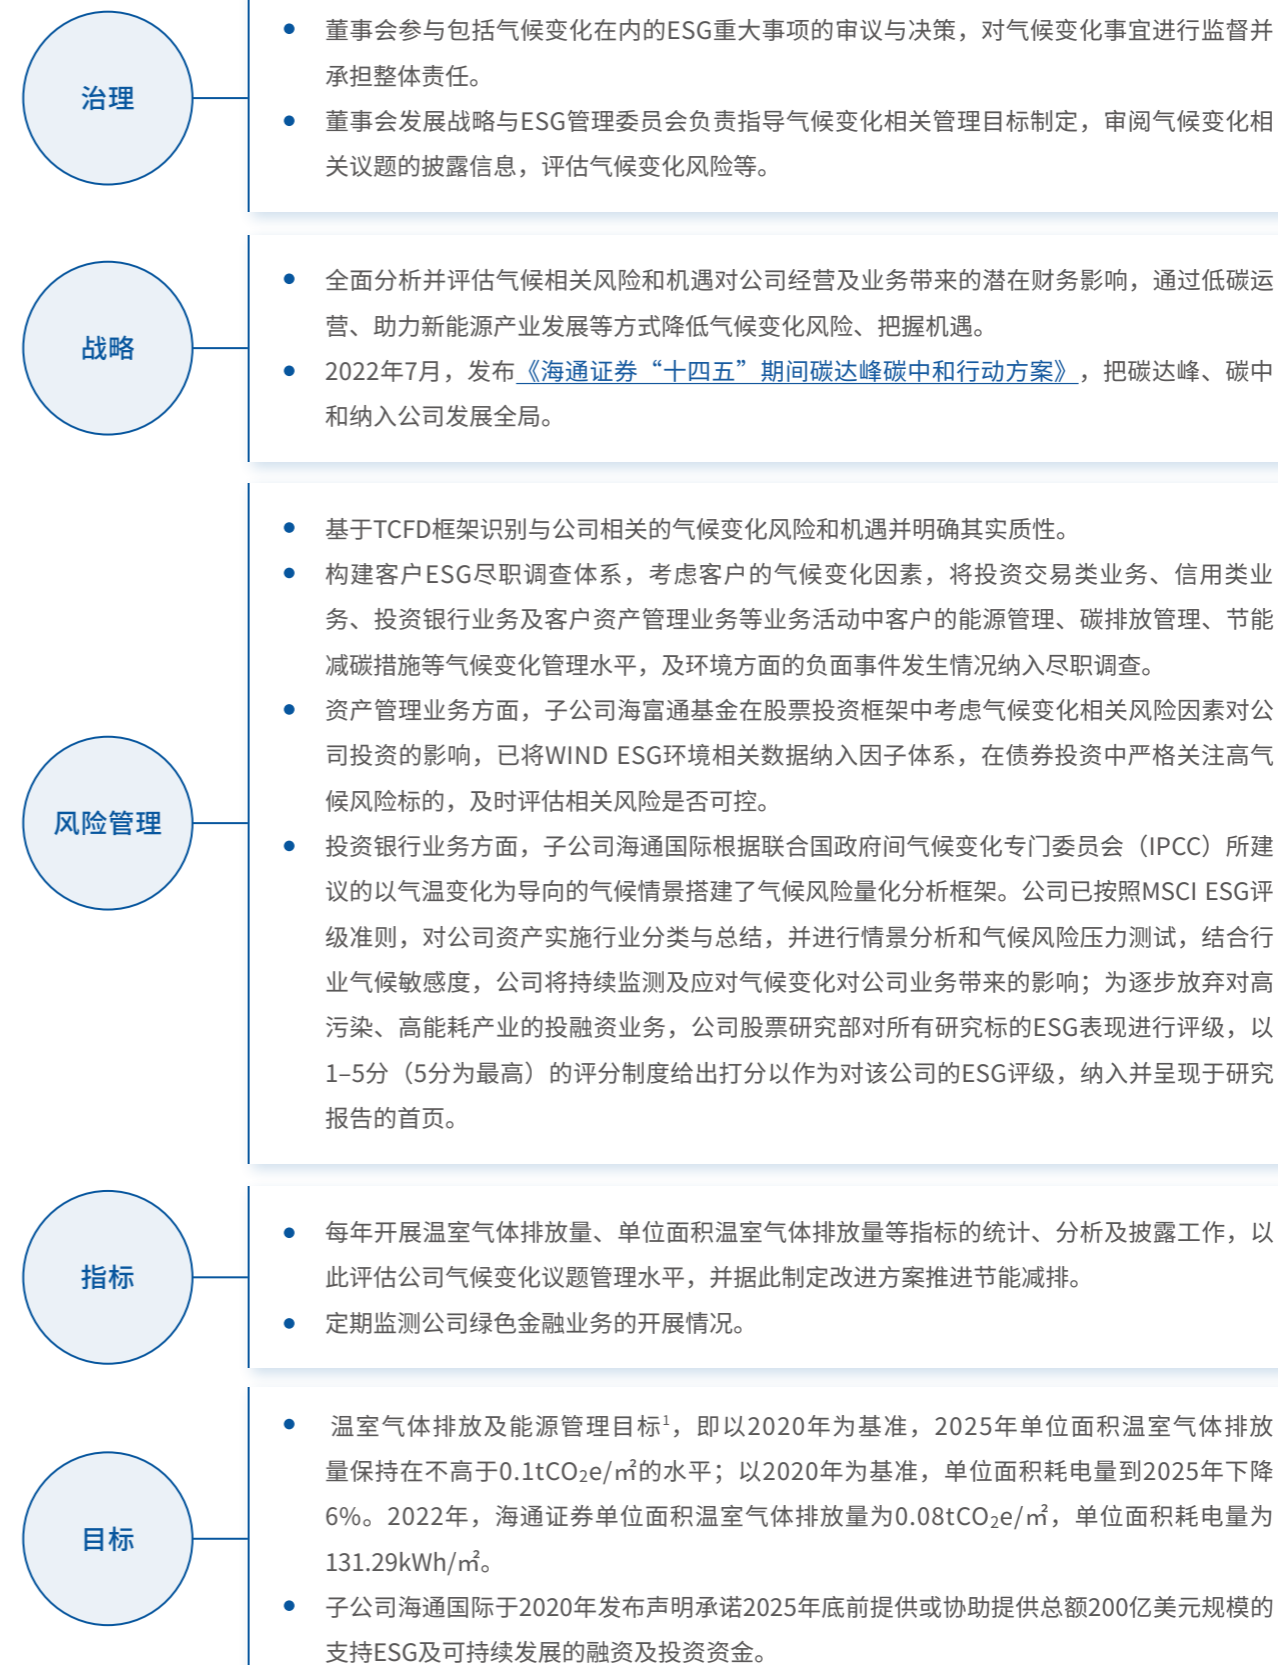 治理
董事会参与包括气候变化在内的ESG重大事项的审议与决策，对气候变化事宜进行监督并
承担整体责任。
董事会发展战略与ESG管理委员会负责指导气候变化相关管理目标制定，审阅气候变化相
关议题的披露信息，评估气候变化风险等。
战略
全面分析并评估气候相关风险和机遇对公司经营及业务带来的潜在财务影响，通过低碳运
营、助力新能源产业发展等方式降低气候变化风险、把握机遇。
2022年7月，发布《海通证券“十四五”期间碳达峰碳中和行动方案》，把碳达峰、碳中
和纳入公司发展全局。
风险管理
基于TCFD框架识别与公司相关的气候变化风险和机遇并明确其实质性。
构建客户ESG尽职调查体系，考虑客户的气候变化因素，将投资交易类业务、信用类业
务、投资银行业务及客户资产管理业务等业务活动中客户的能源管理、碳排放管理、节能
减碳措施等气候变化管理水平，及环境方面的负面事件发生情况纳入尽职调查。
资产管理业务方面，子公司海富通基金在股票投资框架中考虑气候变化相关风险因素对公
司投资的影响，已将WIND ESG环境相关数据纳入因子体系，在债券投资中严格关注高气
候风险标的，及时评估相关风险是否可控。
投资银行业务方面，子公司海通国际根据联合国政府间气候变化专门委员会（IPCC）所建
议的以气温变化为导向的气候情景搭建了气候风险量化分析框架。公司已按照MSCI ESG评
级准则，对公司资产实施行业分类与总结，并进行情景分析和气候风险压力测试，结合行
业气候敏感度，公司将持续监测及应对气候变化对公司业务带来的影响；为逐步放弃对高
污染、高能耗产业的投融资业务，公司股票研究部对所有研究标的ESG表现进行评级，以
1–5分（5分为最高）的评分制度给出打分以作为对该公司的ESG评级，纳入并呈现于研究
报告的首页。
指标
每年开展温室气体排放量、单位面积温室气体排放量等指标的统计、分析及披露工作，以
此评估公司气候变化议题管理水平，并据此制定改进方案推进节能减排。
定期监测公司绿色金融业务的开展情况。
目标
温室气体排放及能源管理目标¹，即以2020年为基准，2025年单位面积温室气体排放
量保持在不高于0.1tCO₂e/㎡的水平；以2020年为基准，单位面积耗电量到2025年下降
6%。2022年，海通证券单位面积温室气体排放量为0.08tCO₂e/㎡，单位面积耗电量为
131.29kWh/㎡。
子公司海通国际于2020年发布声明承诺2025年底前提供或协助提供总额200亿美元规模的
支持ESG及可持续发展的融资及投资资金。